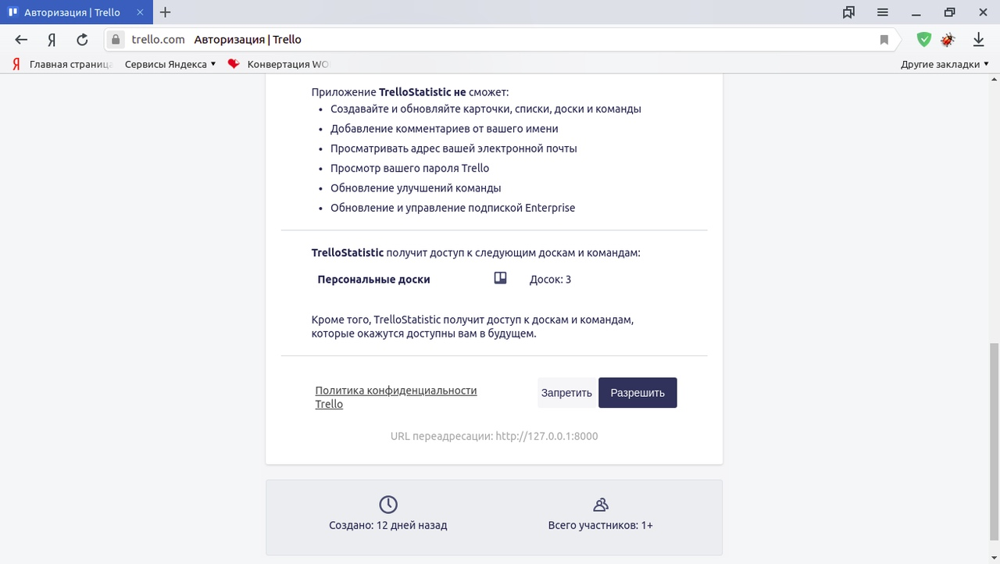 Авторизация | Trello
trello.com Авторизация | Trello
Главная страница Сервисы Яндекса Конвертация WO Другие закладки
Приложение TrelloStatistic не сможет:
• Создавайте и обновляйте карточки, списки, доски и команды
• Добавление комментариев от вашего имени
• Просматривать адрес вашей электронной почты
• Просмотр вашего пароля Trello
• Обновление улучшений команды
• Обновление и управление подпиской Enterprise
TrelloStatistic получит доступ к следующим доскам и командам:
Персональные доски Досок: 3
Кроме того, TrelloStatistic получит доступ к доскам и командам,
которые окажутся доступны вам в будущем.
Политика конфиденциальности
Trello
Запретить Разрешить
URL переадресации: http://127.0.0.1:8000
Создано: 12 дней назад Всего участников: 1+